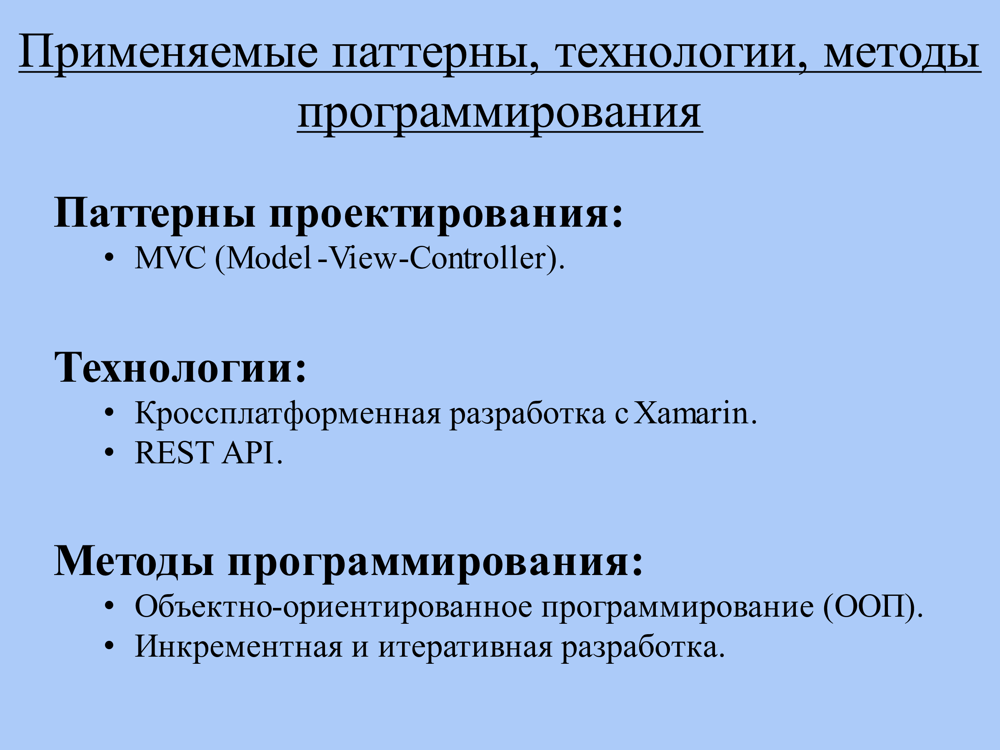 Применяемые паттерны, технологии, методы
программирования
Паттерны проектирования:
• MVC (Model-View-Controller).
Технологии:
• Кроссплатформенная разработка с Xamarin.
• REST API.
Методы программирования:
• Объектно-ориентированное программирование (ООП).
• Инкрементная и итеративная разработка.